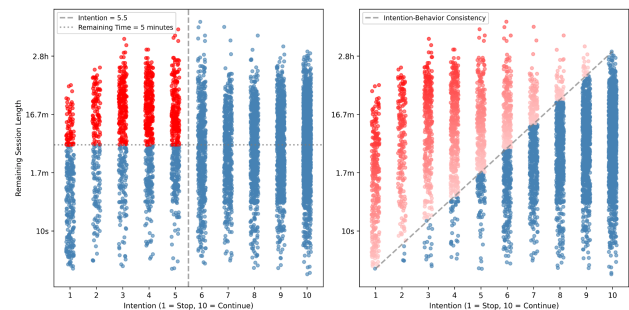 Intention = 5.5
Remaining Time = 5 minutes
Intention-Behavior Consistency
Remaining Session Length
2.8h
16.7m
1.7m
10s
2.8h
16.7m
1.7m
10s
1 2 3 4 5 6 7 8 9 10
1 2 3 4 5 6 7 8 9 10
Intention (1 = Stop, 10 = Continue)
Intention (1 = Stop, 10 = Continue)